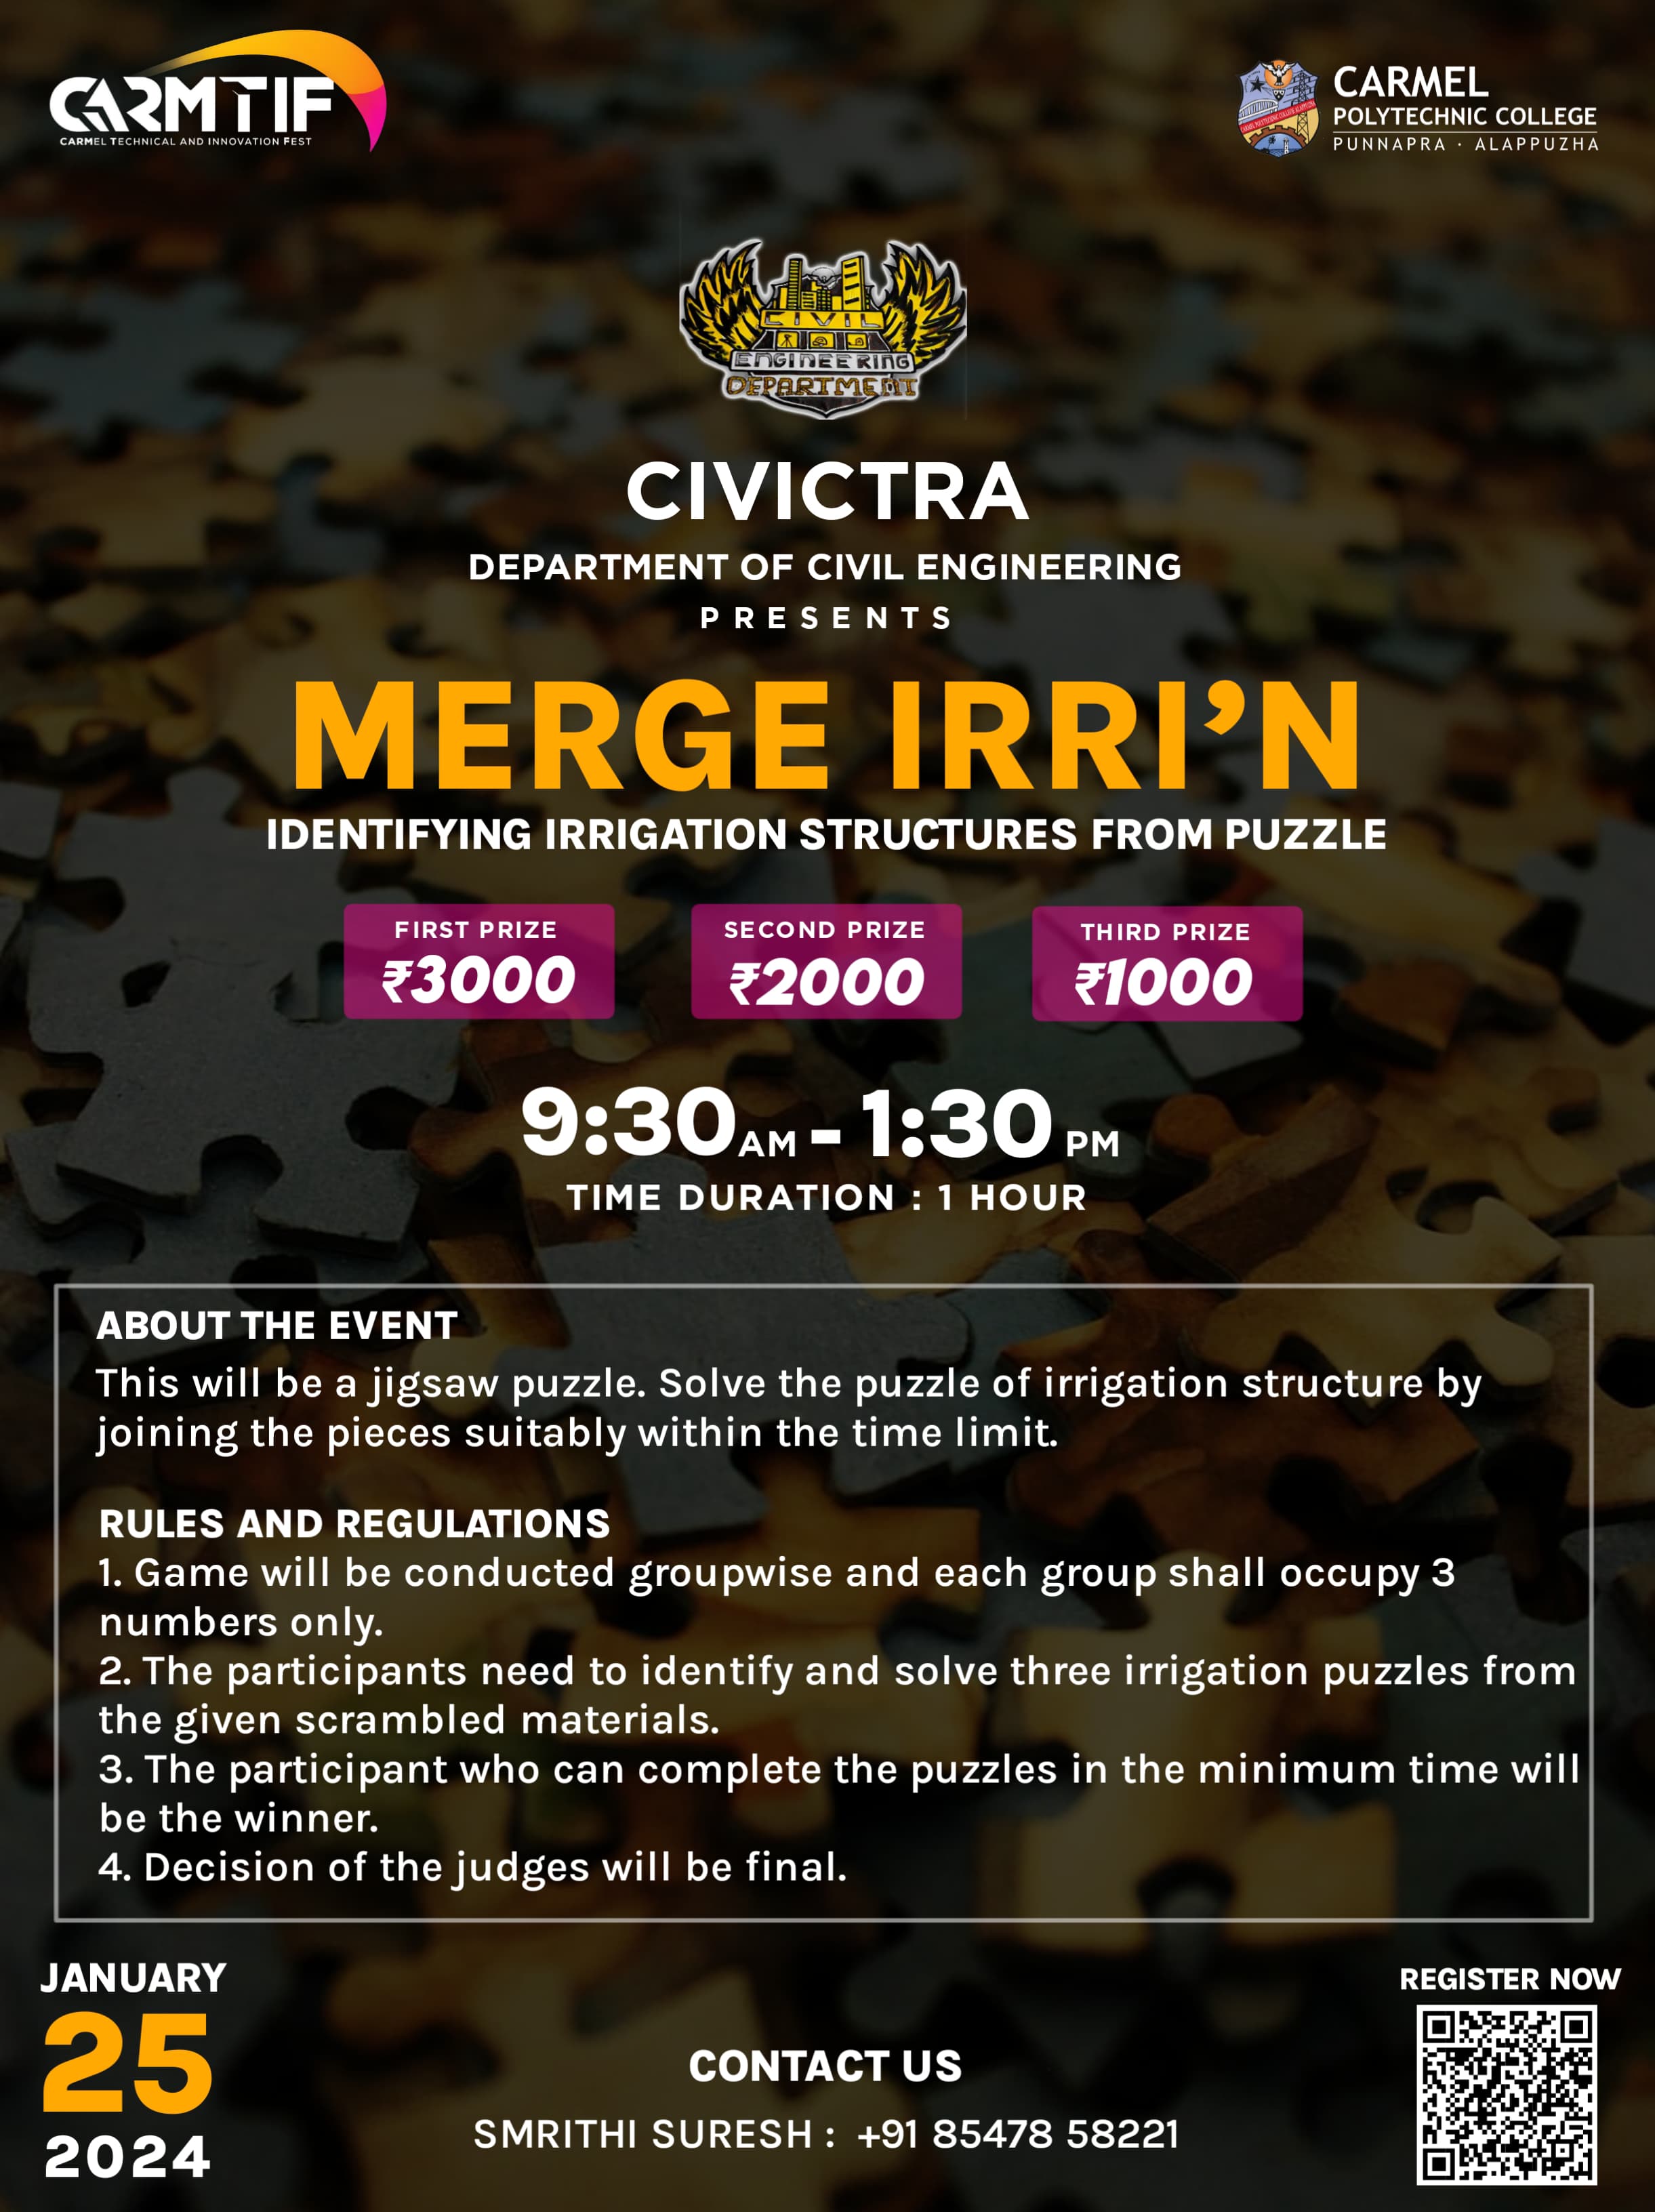 CARMTIF
CARMEL TECHNICAL AND INNOVATION FEST
CARMEL
POLYTECHNIC COLLEGE
PUNNAPRA · ALAPPUZHA
CIVIL
ENGINEERING
DEPARTMENT
CIVICTRA
DEPARTMENT OF CIVIL ENGINEERING
PRESENTS
MERGE IRRI’N
IDENTIFYING IRRIGATION STRUCTURES FROM PUZZLE
FIRST PRIZE
₹3000
SECOND PRIZE
₹2000
THIRD PRIZE
₹1000
9:30 AM - 1:30 PM
TIME DURATION : 1 HOUR
ABOUT THE EVENT
This will be a jigsaw puzzle. Solve the puzzle of irrigation structure by
joining the pieces suitably within the time limit.
RULES AND REGULATIONS
1. Game will be conducted groupwise and each group shall occupy 3
numbers only.
2. The participants need to identify and solve three irrigation puzzles from
the given scrambled materials.
3. The participant who can complete the puzzles in the minimum time will
be the winner.
4. Decision of the judges will be final.
JANUARY
25
2024
CONTACT US
SMRITHI SURESH : +91 85478 58221
REGISTER NOW